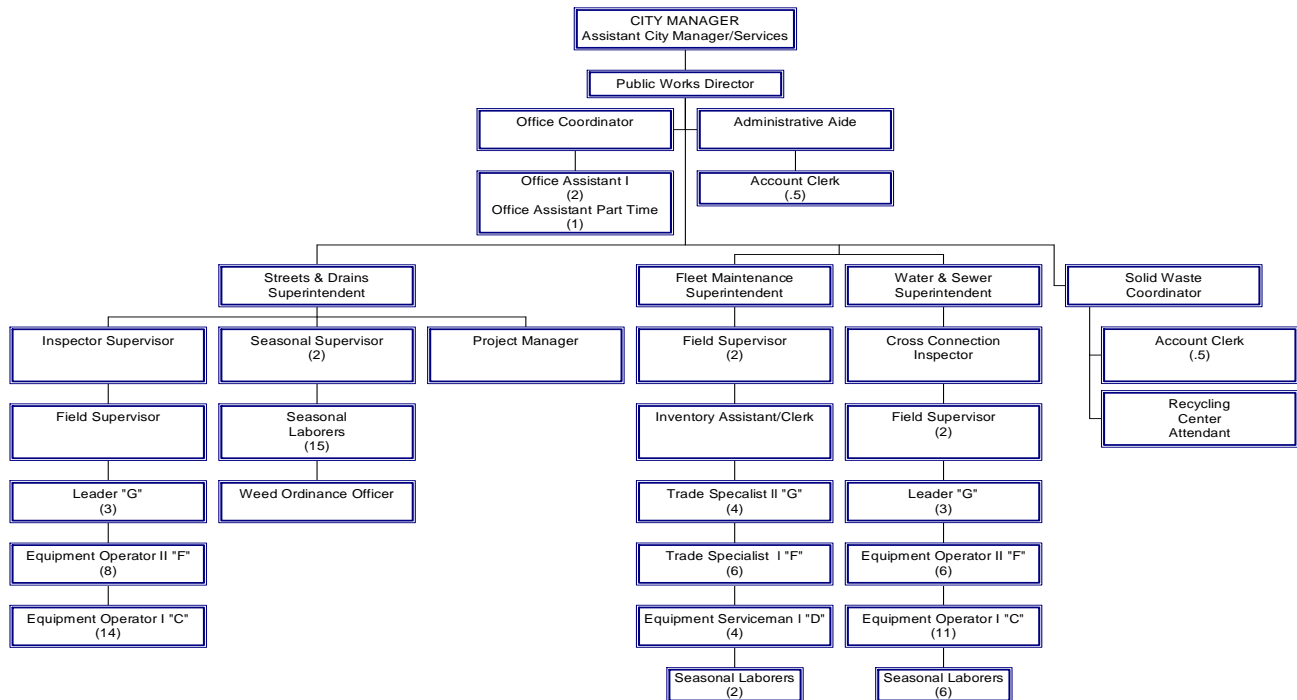 CITY MANAGER
Assistant City Manager/Services
Public Works Director
Office Coordinator
Administrative Aide
Office Assistant I
(2)
Office Assistant Part Time
(1)
Account Clerk
(.5)
Streets & Drains
Superintendent
Fleet Maintenance
Superintendent
Water & Sewer
Superintendent
Solid Waste
Coordinator
Inspector Supervisor
Seasonal Supervisor
(2)
Project Manager
Field Supervisor
(2)
Cross Connection
Inspector
Account Clerk
(.5)
Field Supervisor
Seasonal
Laborers
(15)
Inventory Assistant/Clerk
Field Supervisor
(2)
Recycling
Center
Attendant
Leader "G"
(3)
Weed Ordinance Officer
Trade Specalist II "G"
(4)
Leader "G"
(3)
Equipment Operator II "F"
(8)
Trade Specialist I "F"
(6)
Equipment Operator II "F"
(6)
Equipment Operator I "C"
(14)
Equipment Serviceman I "D"
(4)
Equipment Operator I "C"
(11)
Seasonal Laborers
(2)
Seasonal Laborers
(6)